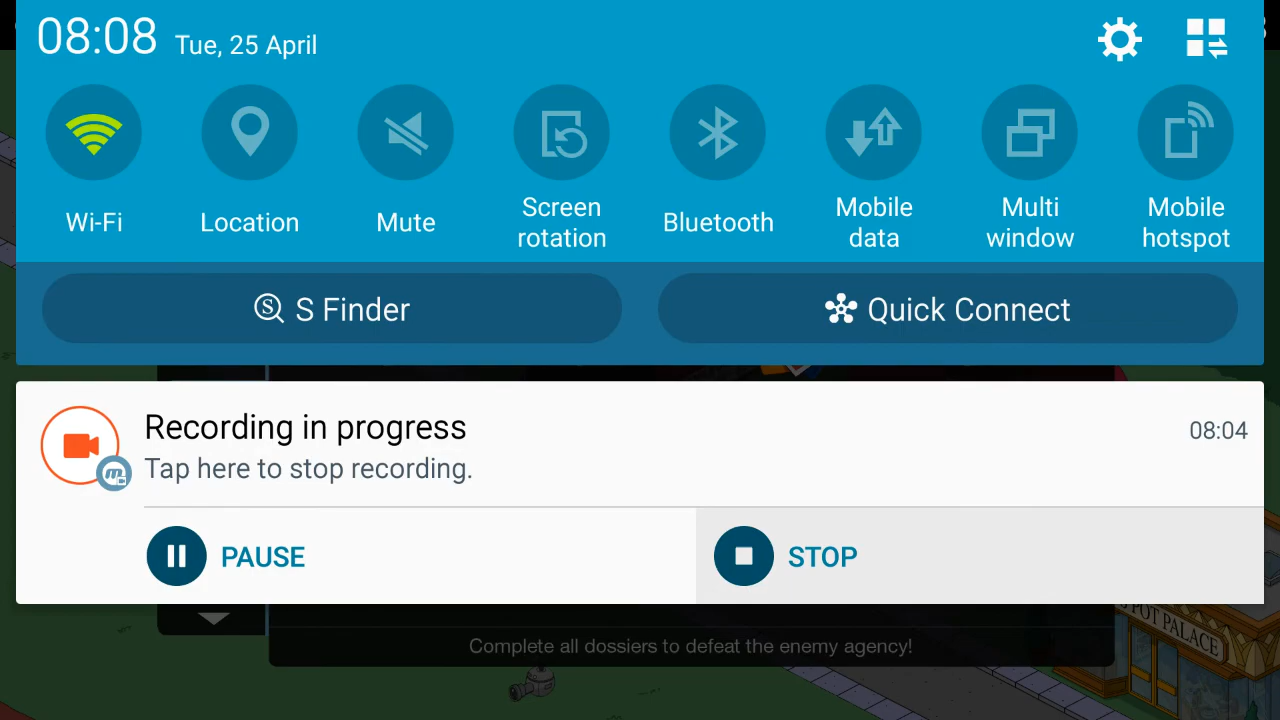 08:08 Tue, 25 April
Wi-Fi
Location
Mute
Screen
rotation
Bluetooth
Mobile
data
Multi
window
Mobile
hotspot
S Finder
Quick Connect
Recording in progress
08:04
Tap here to stop recording.
PAUSE
STOP
Complete all dossiers to defeat the enemy agency!
POT PALACE